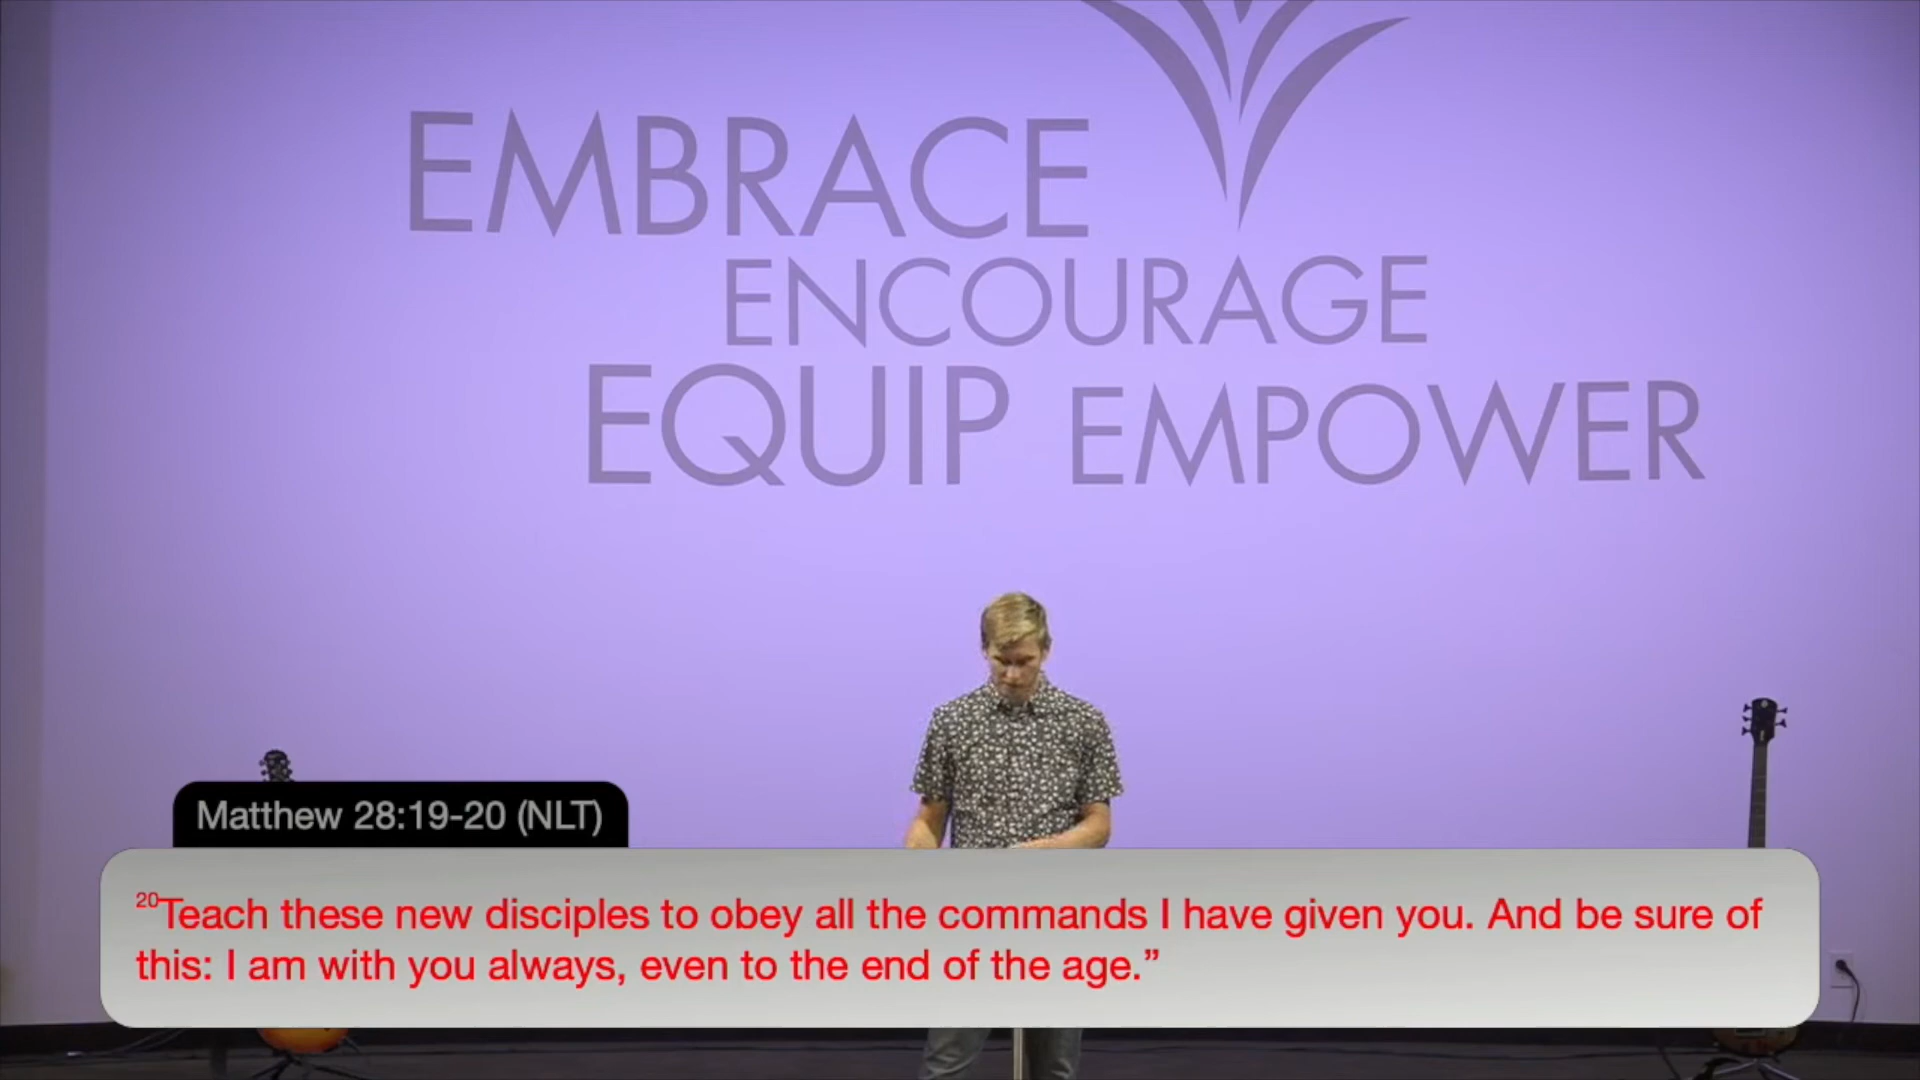 EMBRACE
ENCOURAGE
EQUIP EMPOWER
Matthew 28:19-20 (NLT)
20Teach these new disciples to obey all the commands I have given you. And be sure of
this: I am with you always, even to the end of the age.”